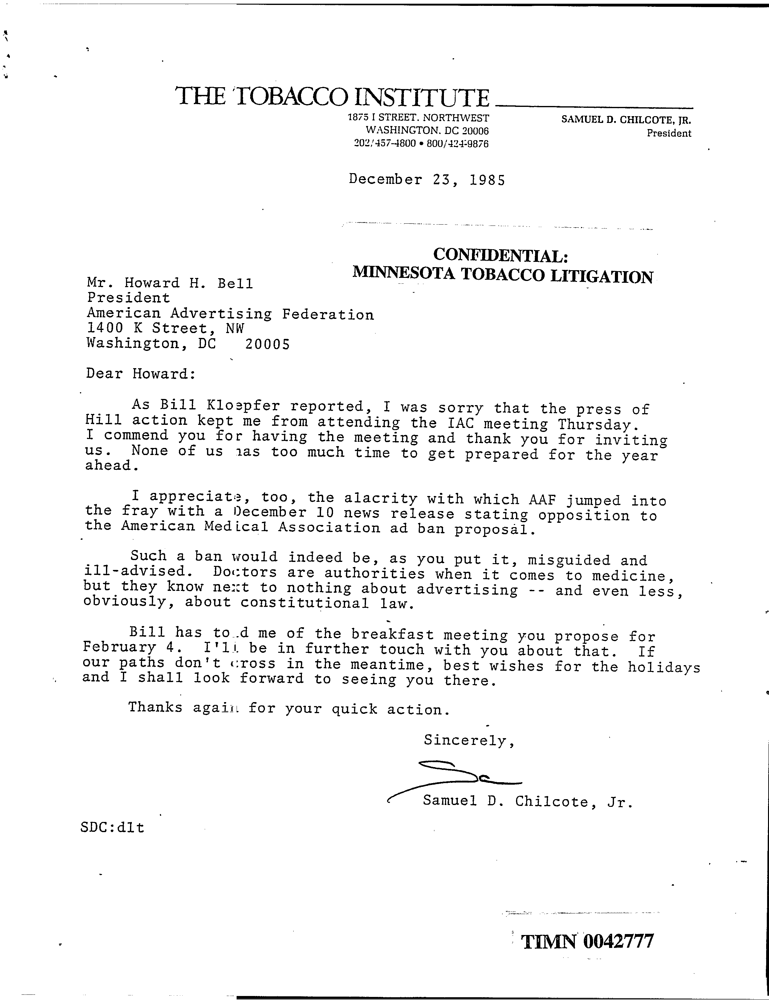 THE TOBACCO INSTITUTE
1875 I STREET, NORTHWEST
WASHINGTON, DC 20006
202/457-4800 • 800/424-9876
SAMUEL D. CHILCOTE, JR.
President
December 23, 1985
CONFIDENTIAL:
MINNESOTA TOBACCO LITIGATION
Mr. Howard H. Bell
President
American Advertising Federation
1400 K Street, NW
Washington, DC 20005
Dear Howard:
As Bill Kloepfer reported, I was sorry that the press of
Hill action kept me from attending the IAC meeting Thursday.
I commend you for having the meeting and thank you for inviting
us. None of us has too much time to get prepared for the year
ahead.
I appreciate, too, the alacrity with which AAF jumped into
the fray with a December 10 news release stating opposition to
the American Medical Association ad ban proposal.
Such a ban would indeed be, as you put it, misguided and
ill-advised. Doctors are authorities when it comes to medicine,
but they know next to nothing about advertising -- and even less,
obviously, about constitutional law.
Bill has told me of the breakfast meeting you propose for
February 4. I'll be in further touch with you about that. If
our paths don't cross in the meantime, best wishes for the holidays
and I shall look forward to seeing you there.
Thanks again for your quick action.
Sincerely,
Samuel D. Chilcote, Jr.
SDC:dlt
TIMN 0042777